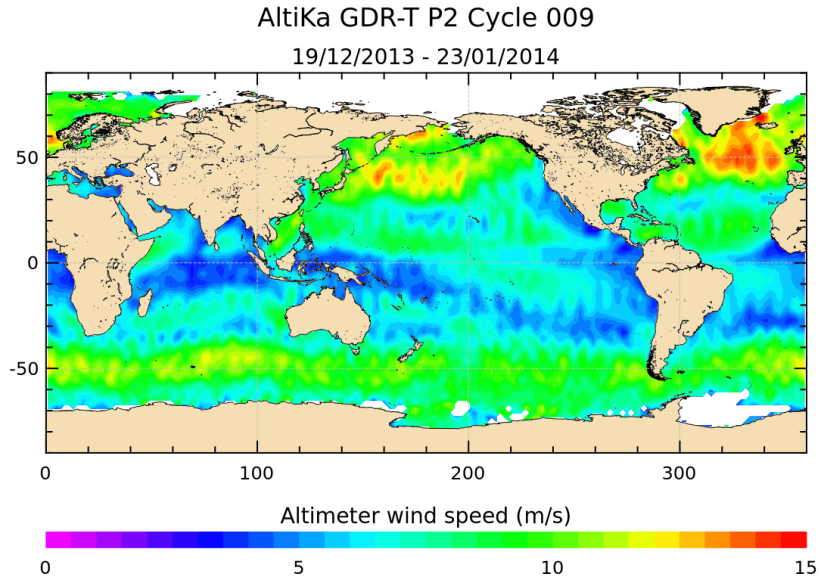 AltiKa GDR-T P2 Cycle 009
19/12/2013 - 23/01/2014
50
0
-50
0 100 200 300
Altimeter wind speed (m/s)
0 5 10 15